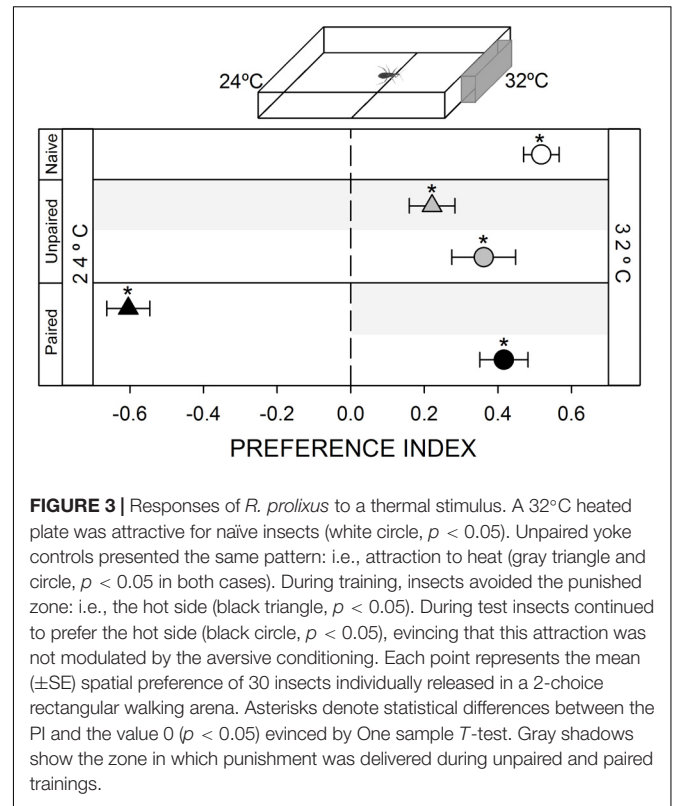 24ºC
32ºC
Naive
Unpaired
Paired
24ºC
32ºC
*
*
*
*
*
-0.6 -0.4 -0.2 0.0 0.2 0.4 0.6
PREFERENCE INDEX
FIGURE 3 | Responses of R. prolixus to a thermal stimulus. A 32°C heated
plate was attractive for naïve insects (white circle, p < 0.05). Unpaired yoke
controls presented the same pattern: i.e., attraction to heat (gray triangle and
circle, p < 0.05 in both cases). During training, insects avoided the punished
zone: i.e., the hot side (black triangle, p < 0.05). During test insects continued
to prefer the hot side (black circle, p < 0.05), evincing that this attraction was
not modulated by the aversive conditioning. Each point represents the mean
(±SE) spatial preference of 30 insects individually released in a 2-choice
rectangular walking arena. Asterisks denote statistical differences between the
PI and the value 0 (p < 0.05) evinced by One sample T-test. Gray shadows
show the zone in which punishment was delivered during unpaired and paired
trainings.